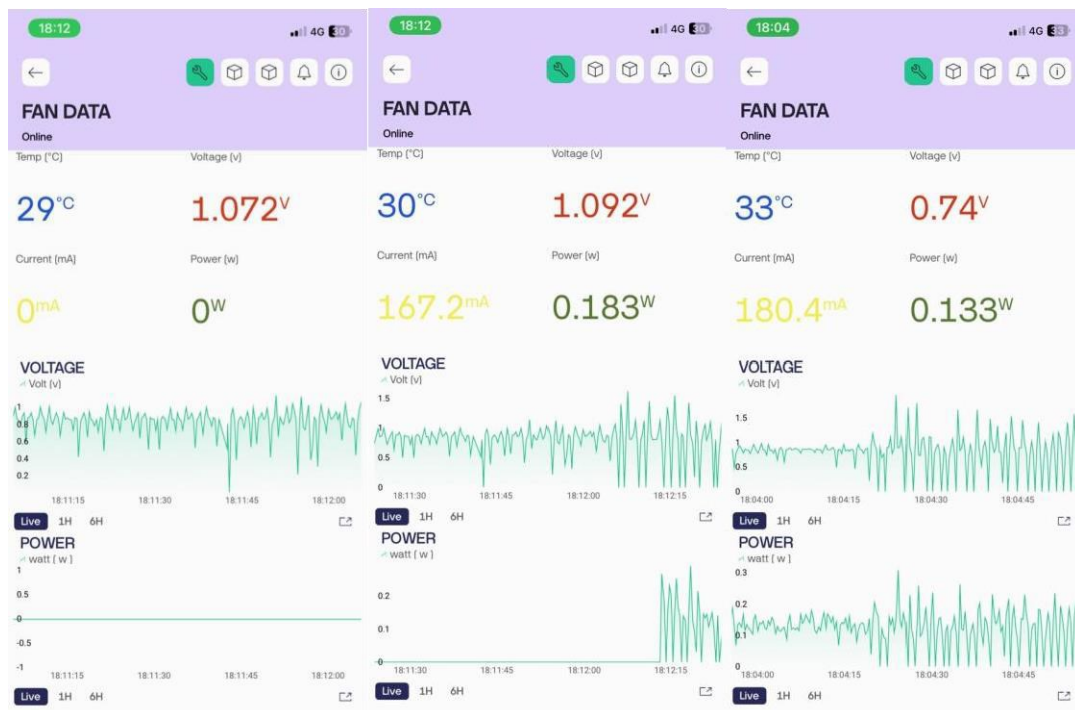 18:12
4G 30
FAN DATA
Online
Temp (°C) Voltage (v)
29°C 1.072V
Current (mA) Power (w)
0mA 0W
VOLTAGE
Volt (v)
1
0.8
0.6
0.4
0.2
18:11:15 18:11:30 18:11:45 18:12:00
Live 1H 6H
POWER
watt ( w )
1
0.5
0
-0.5
-1
18:11:15 18:11:30 18:11:45 18:12:00
Live 1H 6H
18:12
4G 30
FAN DATA
Online
Temp (°C) Voltage (v)
30°C 1.092V
Current (mA) Power (w)
167.2mA 0.183W
VOLTAGE
Volt (v)
1.5
1
0.5
0
18:11:30 18:11:45 18:12:00 18:12:15
Live 1H 6H
POWER
watt ( w )
0.2
0.1
0
18:11:30 18:11:45 18:12:00 18:12:15
Live 1H 6H
18:04
4G 33
FAN DATA
Online
Temp (°C) Voltage (v)
33°C 0.74V
Current (mA) Power (w)
180.4mA 0.133W
VOLTAGE
Volt (v)
1.5
1
0.5
0
18:04:00 18:04:15 18:04:30 18:04:45
Live 1H 6H
POWER
watt ( w )
0.3
0.2
0.1
0
18:04:00 18:04:15 18:04:30 18:04:45
Live 1H 6H